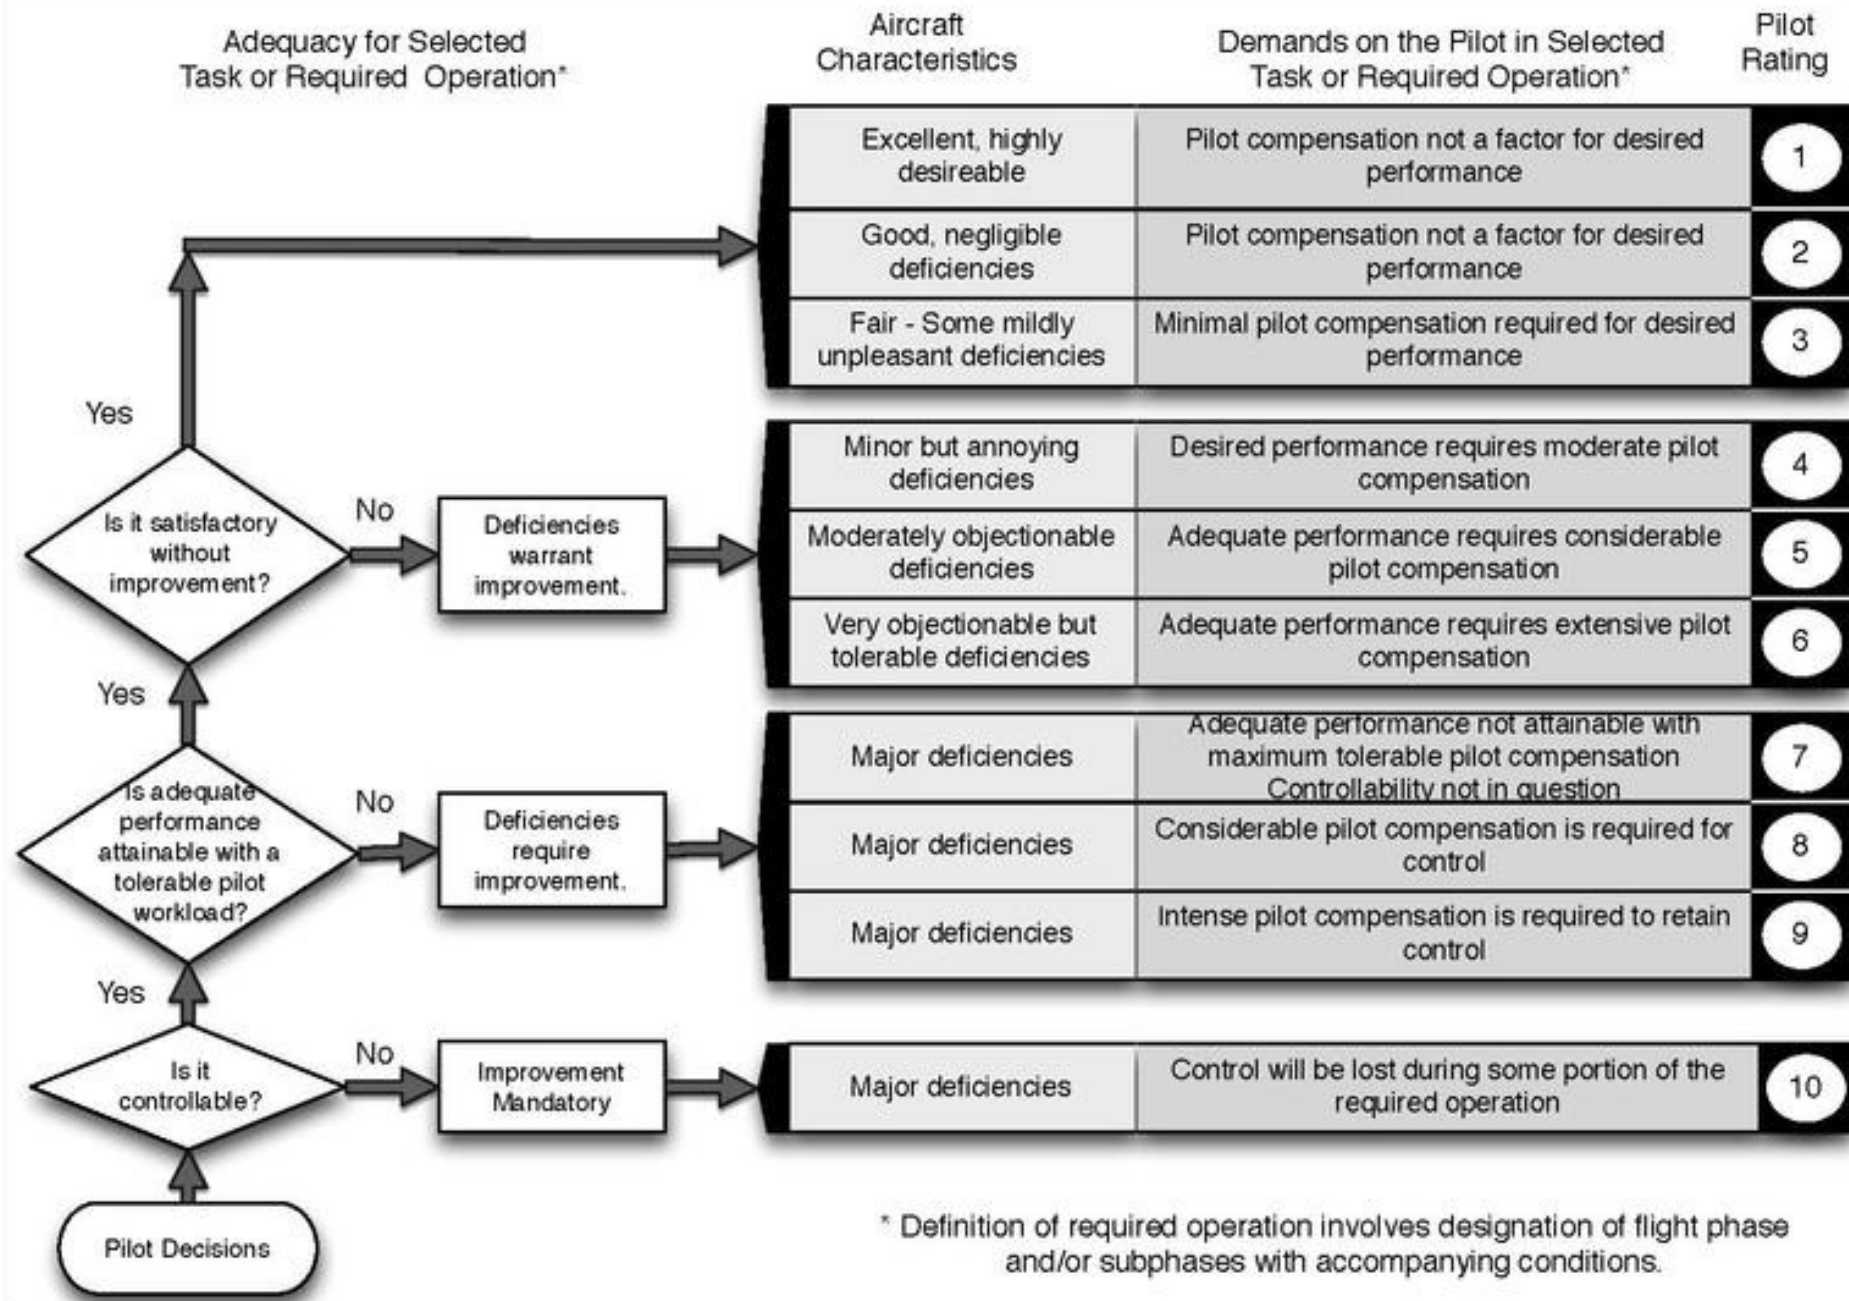 Adequacy for Selected
Task or Required Operation*
Aircraft
Characteristics
Demands on the Pilot in Selected
Task or Required Operation*
Pilot
Rating
Excellent, highly
desireable
Pilot compensation not a factor for desired
performance
1
Good, negligible
deficiencies
Pilot compensation not a factor for desired
performance
2
Fair - Some mildly
unpleasant deficiencies
Minimal pilot compensation required for desired
performance
3
Yes
Is it satisfactory
without
improvement?
No
Deficiencies
warrant
improvement.
Minor but annoying
deficiencies
Desired performance requires moderate pilot
compensation
4
Moderately objectionable
deficiencies
Adequate performance requires considerable
pilot compensation
5
Very objectionable but
tolerable deficiencies
Adequate performance requires extensive pilot
compensation
6
Yes
Is adequate
performance
attainable with a
tolerable pilot
workload?
No
Deficiencies
require
improvement.
Major deficiencies
Adequate performance not attainable with
maximum tolerable pilot compensation
Controllability not in question
7
Major deficiencies
Considerable pilot compensation is required for
control
8
Major deficiencies
Intense pilot compensation is required to retain
control
9
Yes
Is it
controllable?
No
Improvement
Mandatory
Major deficiencies
Control will be lost during some portion of the
required operation
10
Pilot Decisions
* Definition of required operation involves designation of flight phase
and/or subphases with accompanying conditions.